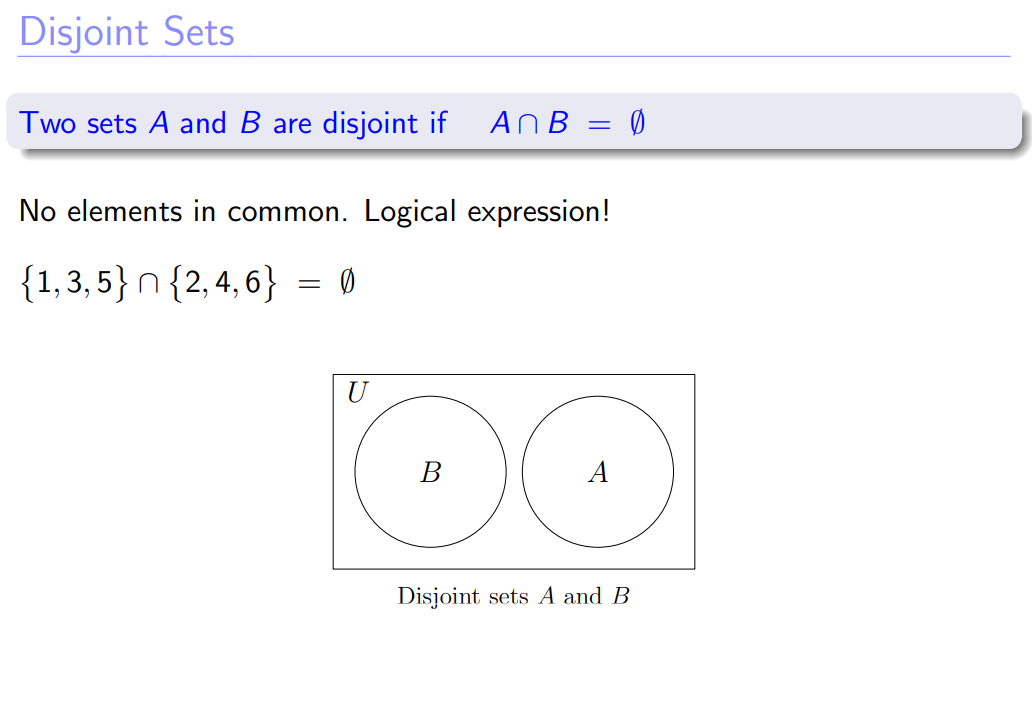 Disjoint Sets
Two sets A and B are disjoint if A ∩ B = ∅
No elements in common. Logical expression!
{1, 3, 5} ∩ {2, 4, 6} = ∅
U
B A
Disjoint sets A and B